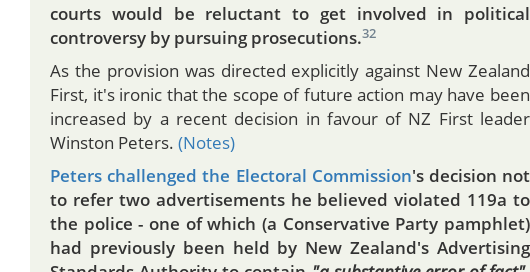 courts would be reluctant to get involved in political
controversy by pursuing prosecutions.32
As the provision was directed explicitly against New Zealand
First, it's ironic that the scope of future action may have been
increased by a recent decision in favour of NZ First leader
Winston Peters. (Notes)
Peters challenged the Electoral Commission's decision not
to refer two advertisements he believed violated 119a to
the police - one of which (a Conservative Party pamphlet)
had previously been held by New Zealand's Advertising
Standards Authority to contain "a substantive error of fact".